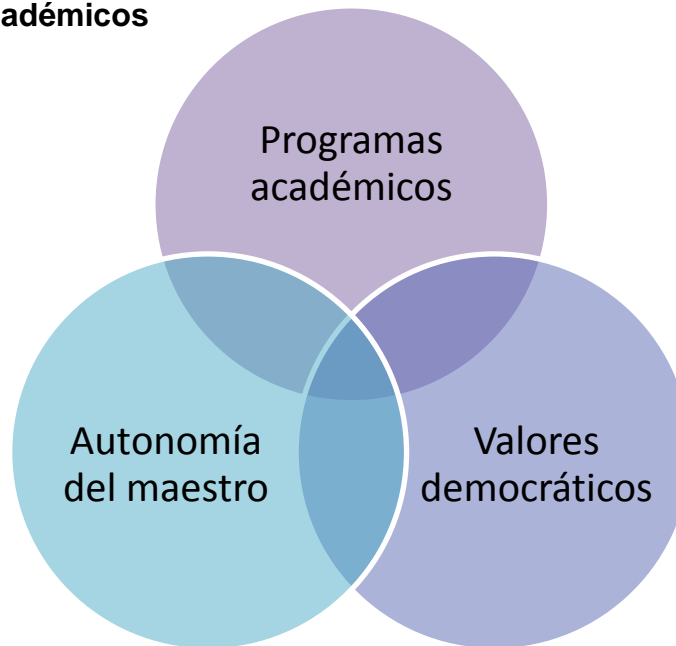 adémicos
Programas
académicos
Autonomía
del maestro
Valores
democráticos